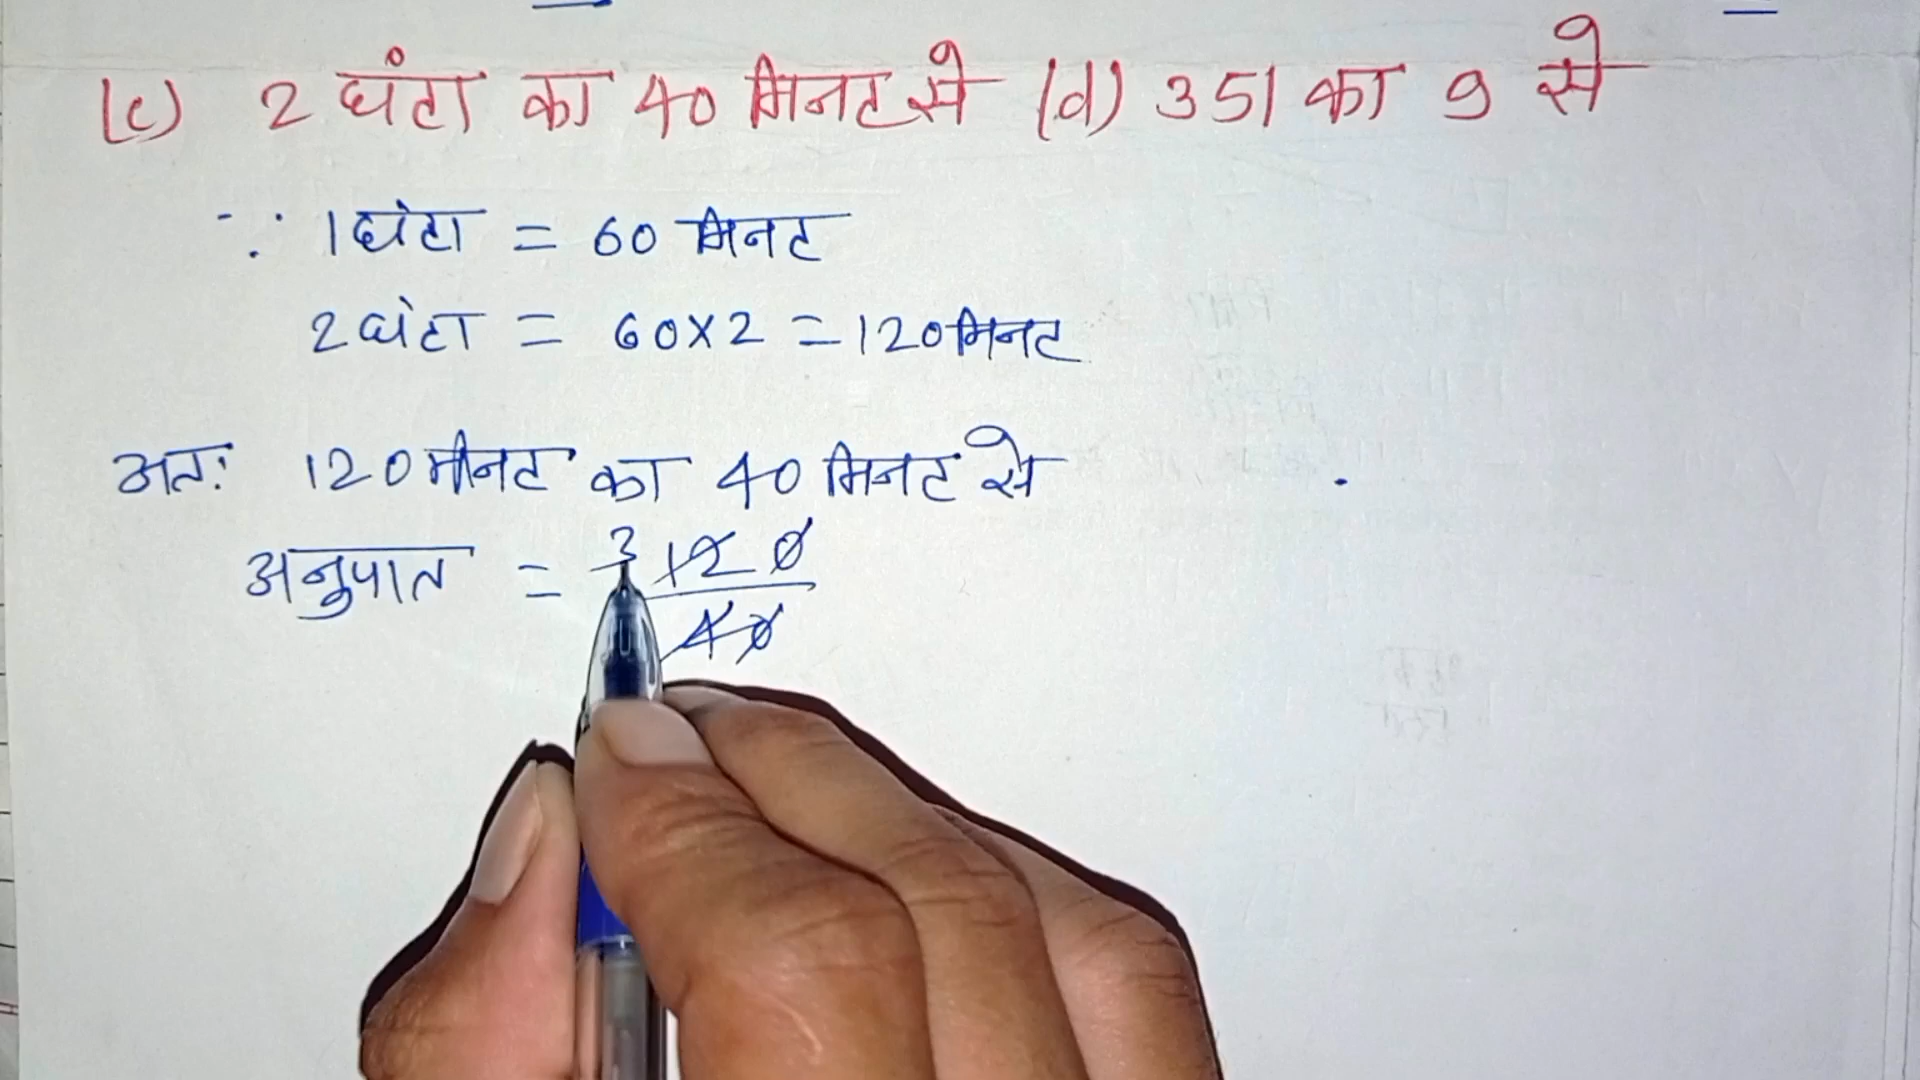 (c) 2 घंटा का 40 मिनट से (d) 351 का 9 से
∵ 1 घंटा = 60 मिनट
2 घंटा = 60×2 = 120 मिनट
अतः 120 मीनट का 40 मिनट से
अनुपात = 3 120
40